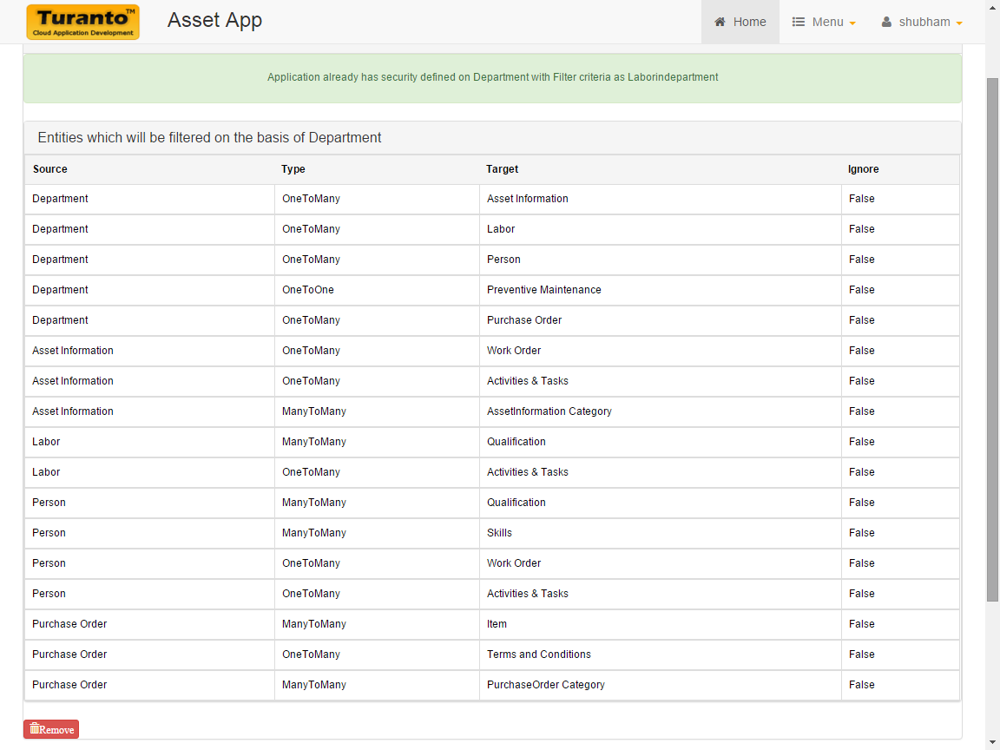 Turanto™
Cloud Application Development
Asset App
Home
Menu
shubham
Application already has security defined on Department with Filter criteria as Laborindepartment
Entities which will be filtered on the basis of Department
Source Type Target Ignore
Department OneToMany Asset Information False
Department OneToMany Labor False
Department OneToMany Person False
Department OneToOne Preventive Maintenance False
Department OneToMany Purchase Order False
Asset Information OneToMany Work Order False
Asset Information OneToMany Activities & Tasks False
Asset Information ManyToMany AssetInformation Category False
Labor ManyToMany Qualification False
Labor OneToMany Activities & Tasks False
Person ManyToMany Qualification False
Person ManyToMany Skills False
Person OneToMany Work Order False
Person OneToMany Activities & Tasks False
Purchase Order ManyToMany Item False
Purchase Order OneToMany Terms and Conditions False
Purchase Order ManyToMany PurchaseOrder Category False
Remove